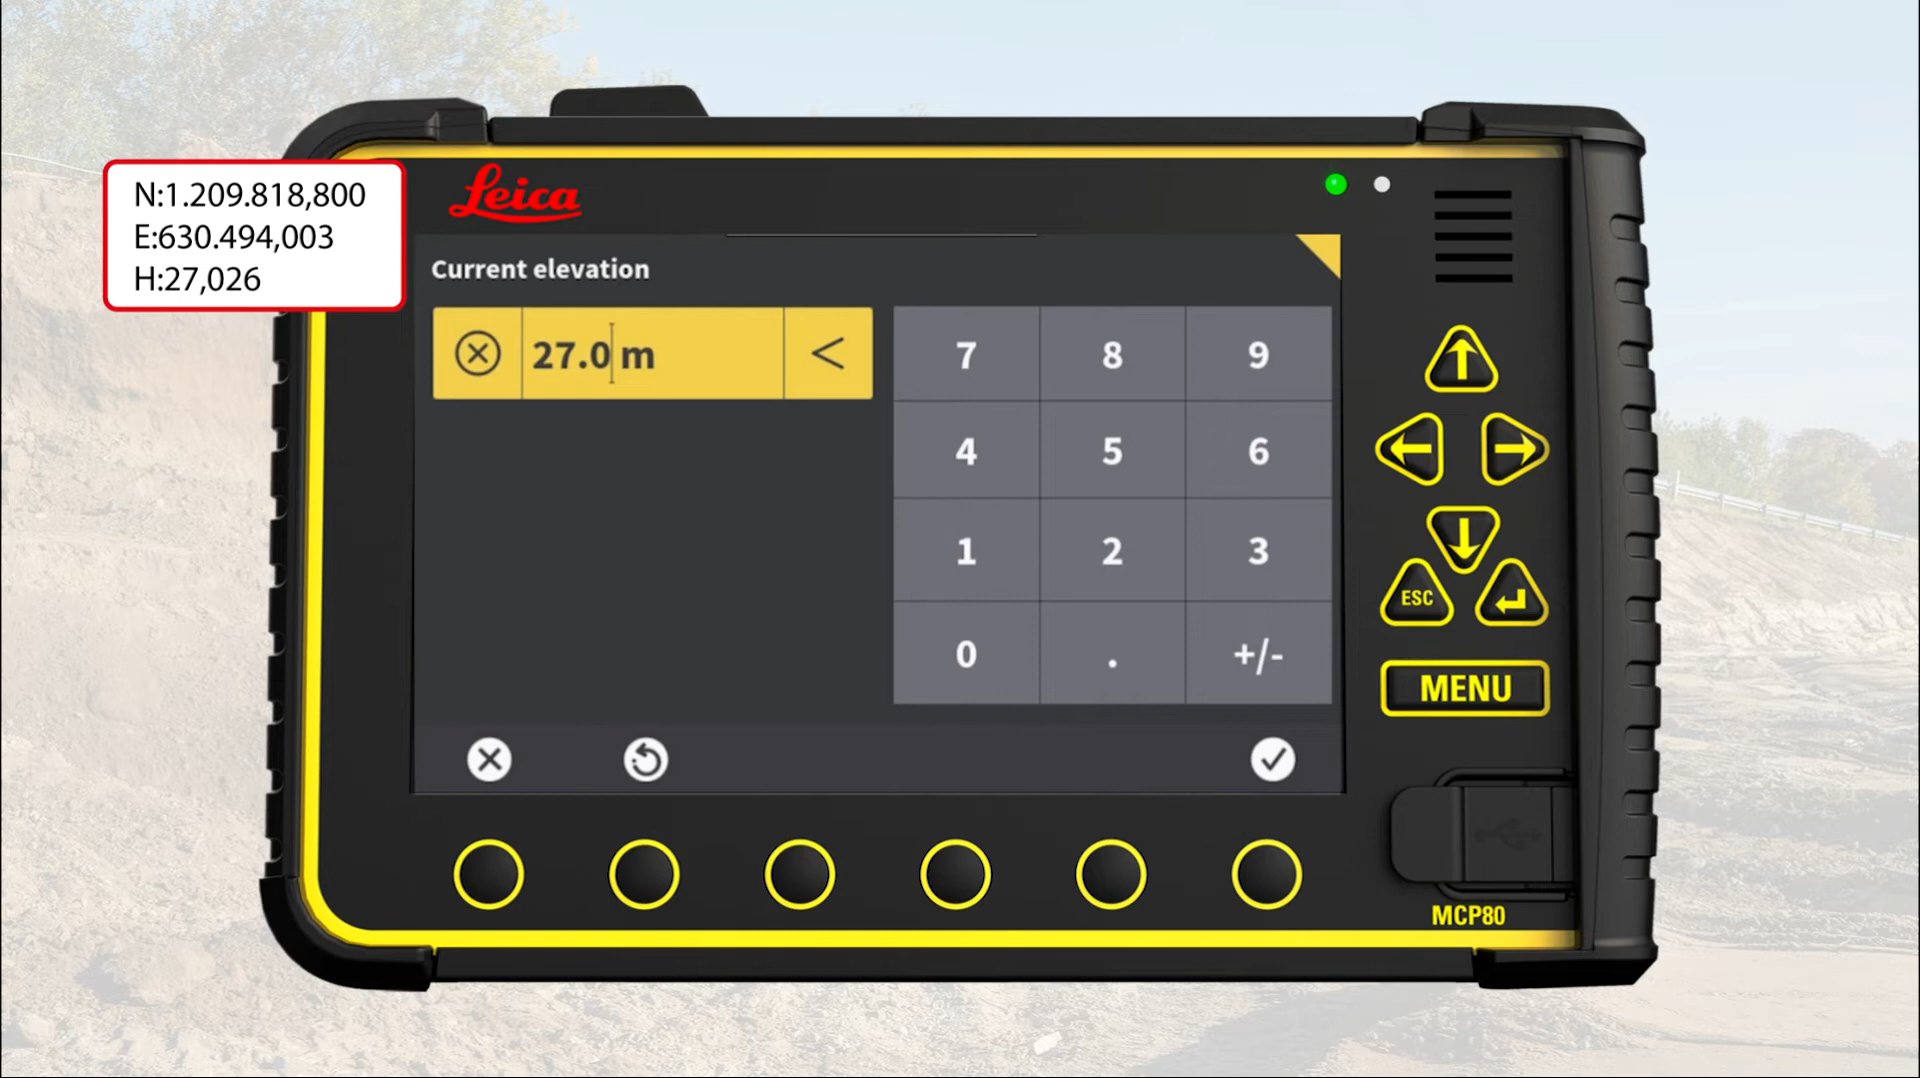 N:1.209.818,800
E:630.494,003
H:27,026
Leica
Current elevation
27.0 m <
7 8 9
4 5 6
1 2 3
0 . +/-
ESC
MENU
MCP80